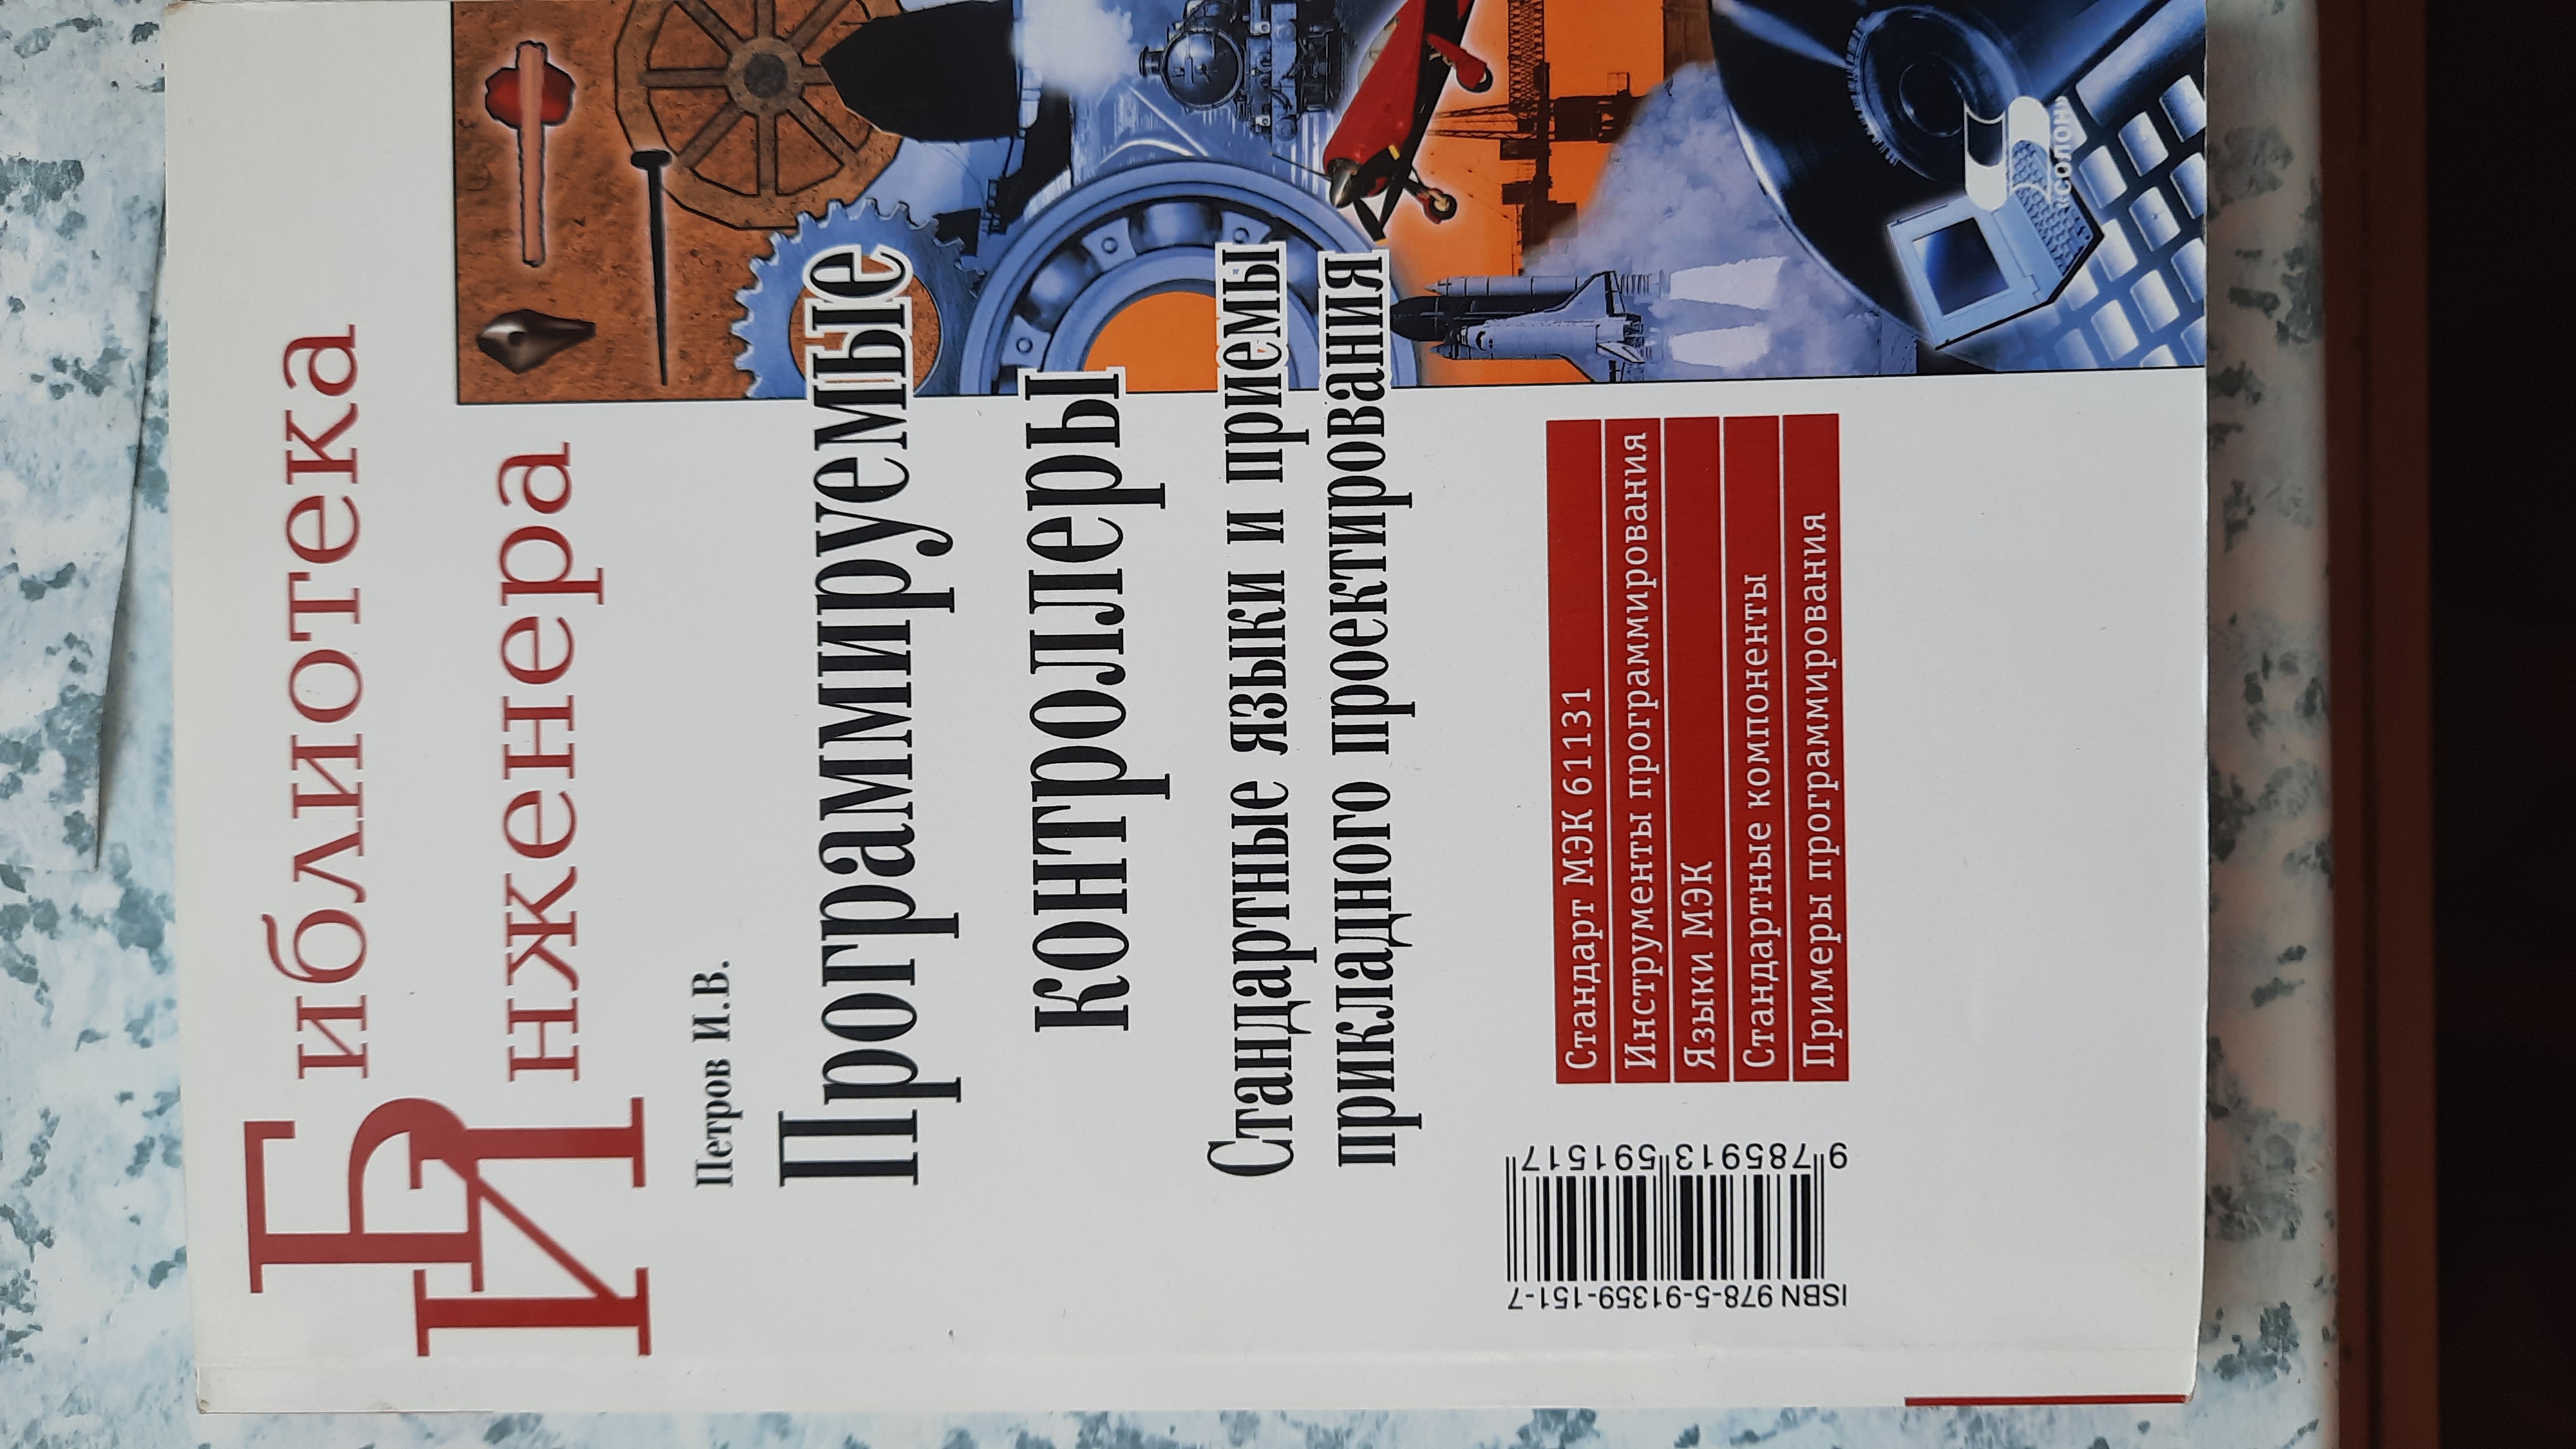 Библиотека
Инженера
Петров И.В.
Программируемые
контроллеры
Стандартные языки и приемы
прикладного проектирования
Стандарт МЭК 61131
Инструменты программирования
Языки МЭК
Стандартные компоненты
Примеры программирования
ISBN 978-5-91359-151-7
9 785913 591517
СОЛОН